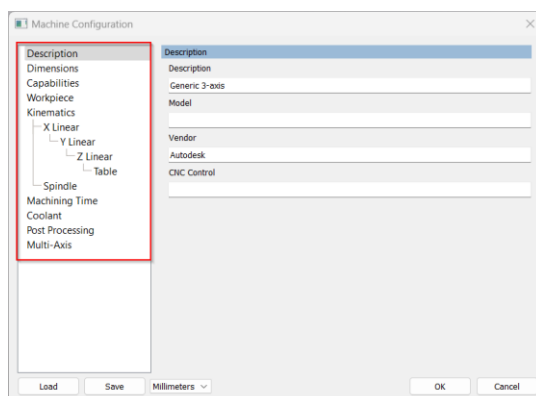 Machine Configuration
Description
Dimensions
Capabilities
Workpiece
Kinematics
X Linear
Y Linear
Z Linear
Table
Spindle
Machining Time
Coolant
Post Processing
Multi-Axis
Description
Description
Generic 3-axis
Model
Vendor
Autodesk
CNC Control
Load Save Millimeters OK Cancel